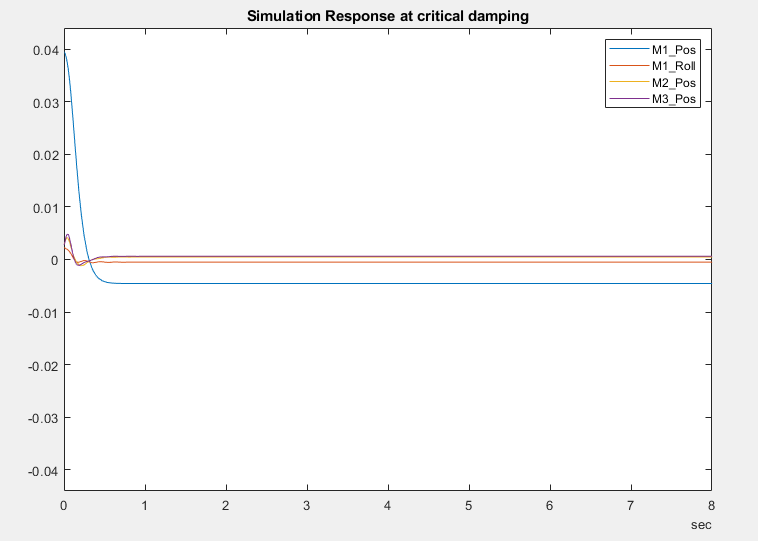 Simulation Response at critical damping
M1_Pos
M1_Roll
M2_Pos
M3_Pos
0.04
0.03
0.02
0.01
0
-0.01
-0.02
-0.03
-0.04
0 1 2 3 4 5 6 7 8
sec